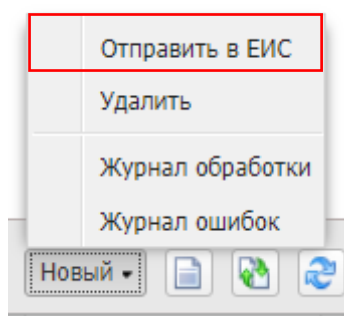 Отправить в ЕИС
Удалить
Журнал обработки
Журнал ошибок
Новый